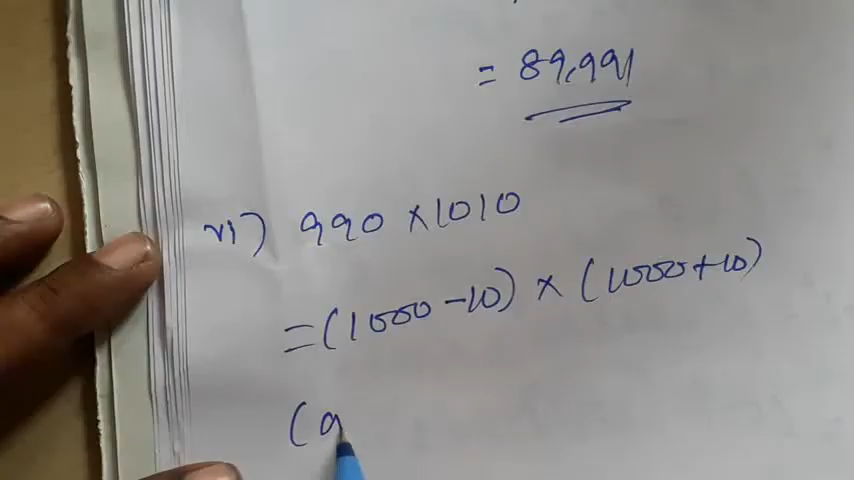 = 89,991
vi) 990 × 1010
= (1000 - 10) × (1000 + 10)
(a